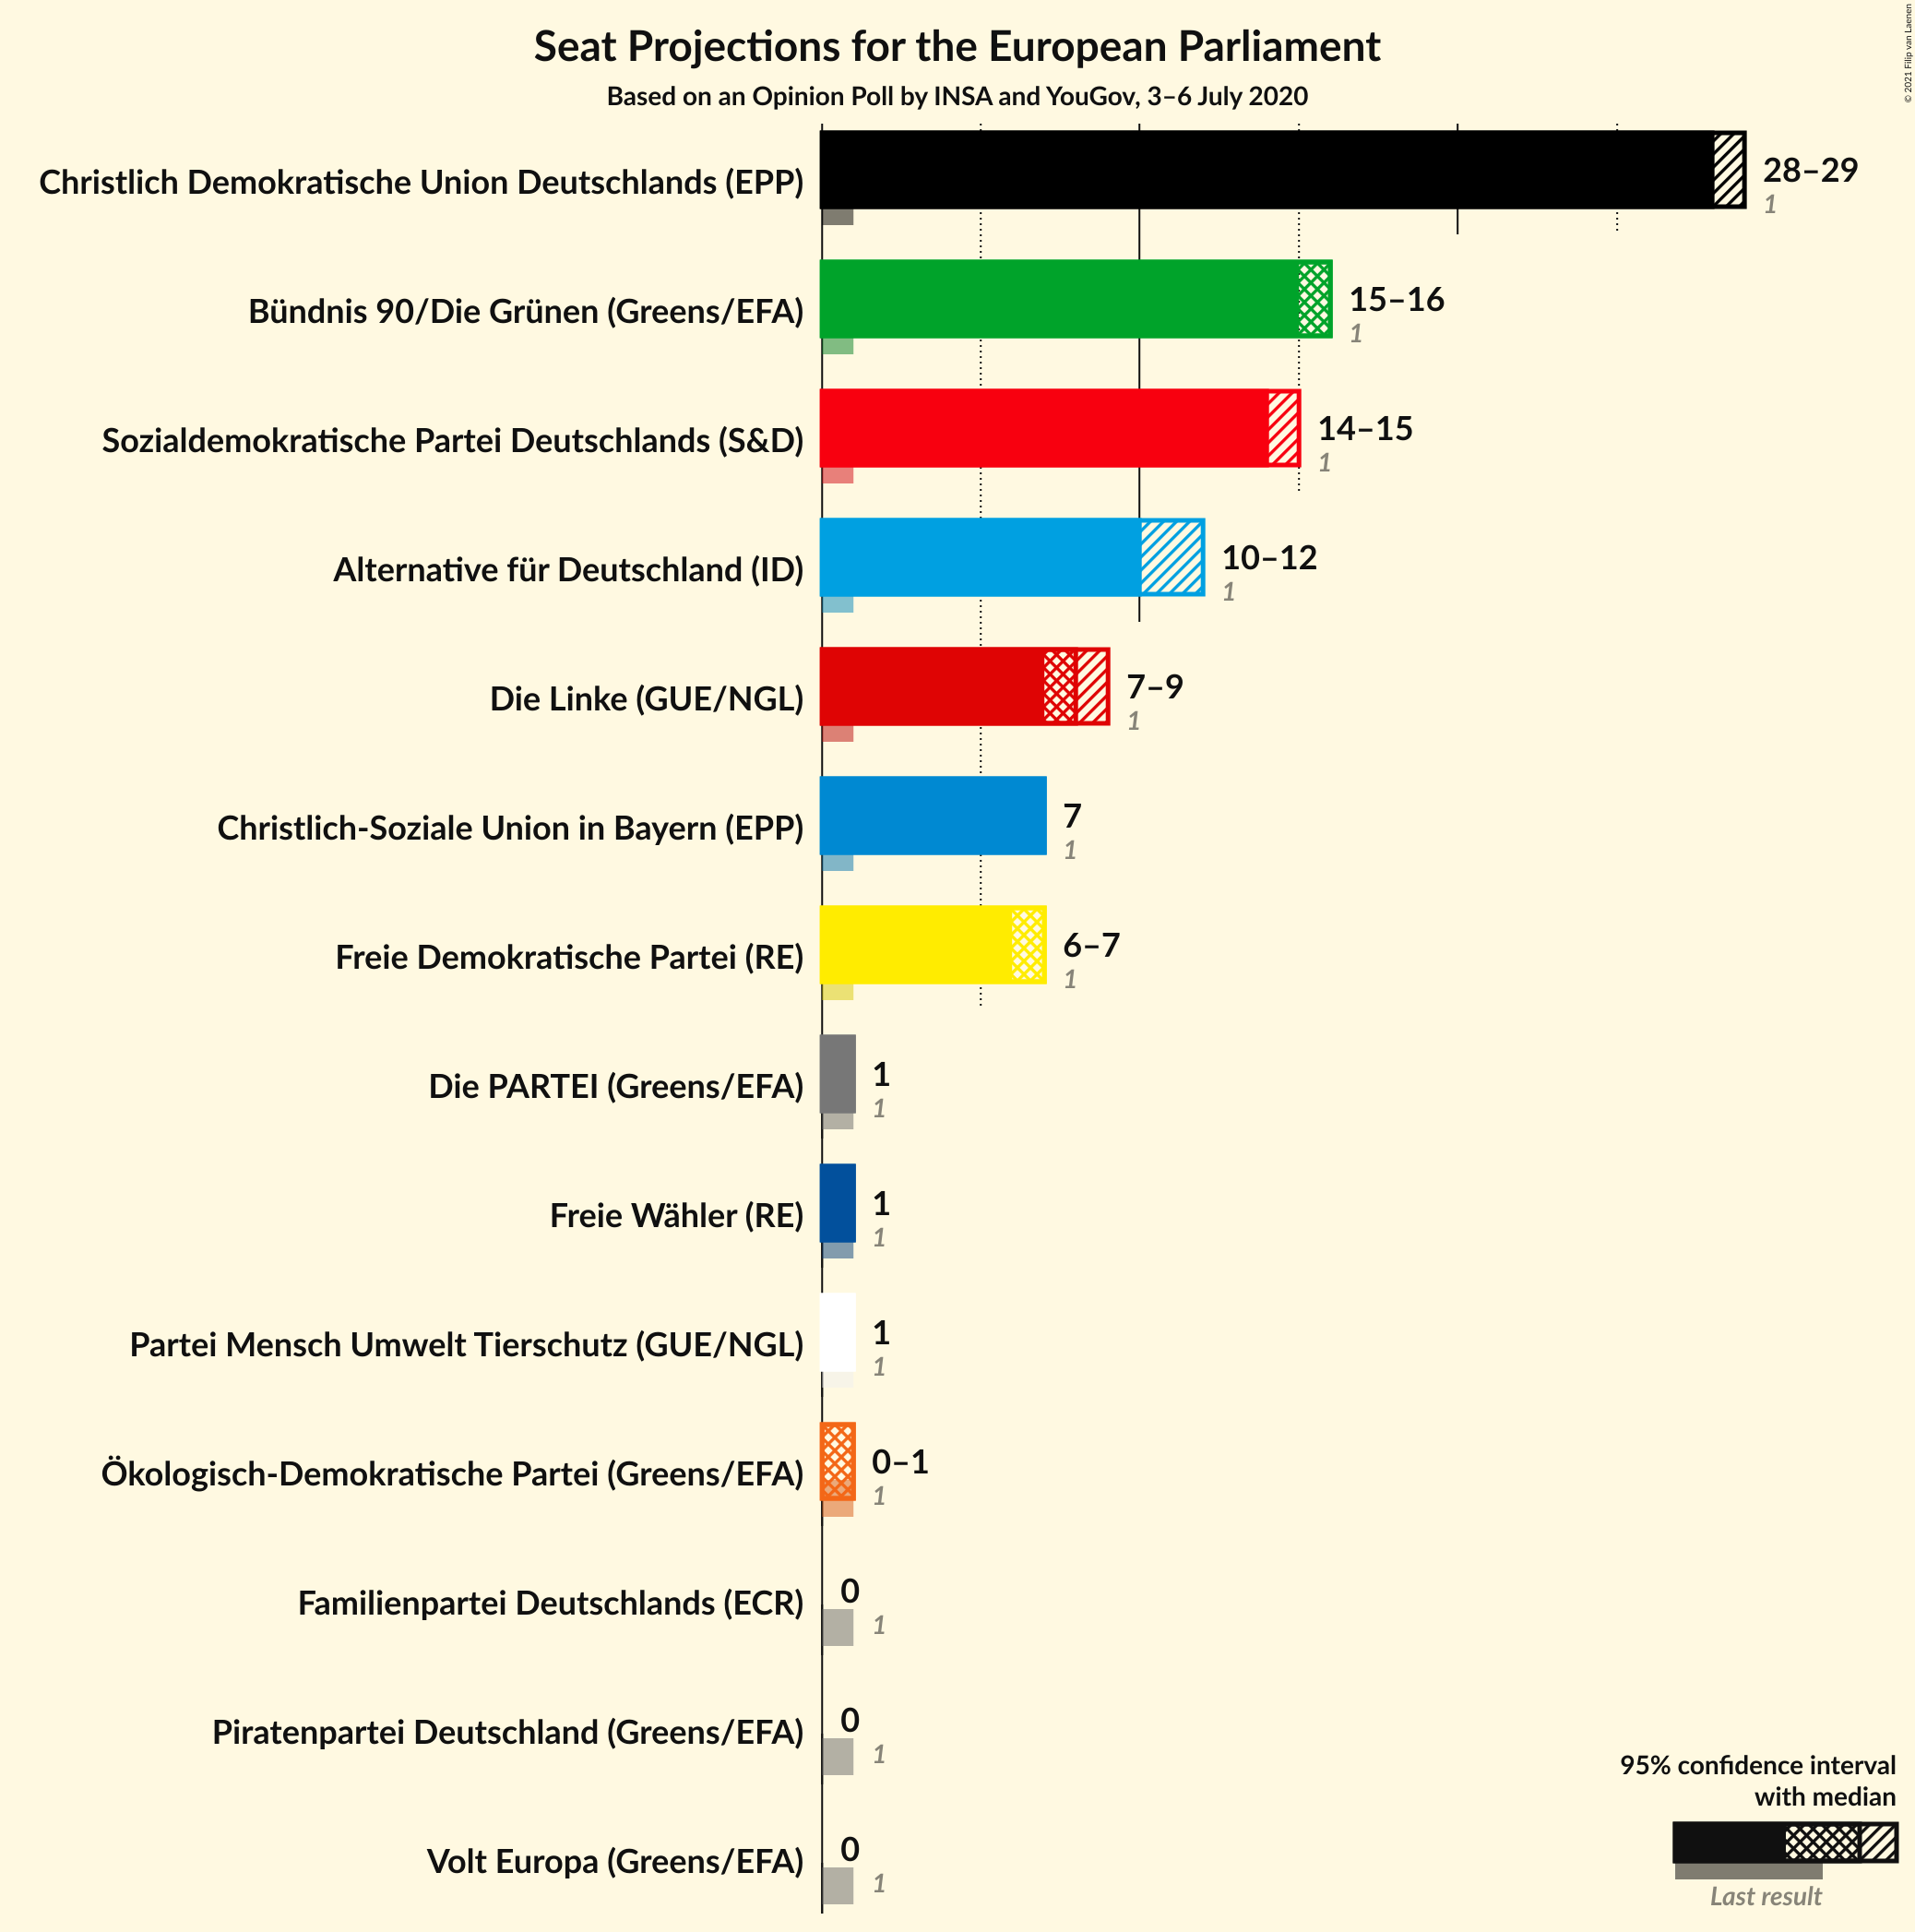 Seat Projections for the European Parliament
Based on an Opinion Poll by INSA and YouGov, 3–6 July 2020
© 2021 Filip van Laenen
Christlich Demokratische Union Deutschlands (EPP)
28–29
1
Bündnis 90/Die Grünen (Greens/EFA)
15–16
1
Sozialdemokratische Partei Deutschlands (S&D)
14–15
1
Alternative für Deutschland (ID)
10–12
1
Die Linke (GUE/NGL)
7–9
1
Christlich-Soziale Union in Bayern (EPP)
7
1
Freie Demokratische Partei (RE)
6–7
1
Die PARTEI (Greens/EFA)
1
1
Freie Wähler (RE)
1
1
Partei Mensch Umwelt Tierschutz (GUE/NGL)
1
1
Ökologisch-Demokratische Partei (Greens/EFA)
0–1
1
Familienpartei Deutschlands (ECR)
0
1
Piratenpartei Deutschland (Greens/EFA)
0
1
Volt Europa (Greens/EFA)
0
1
95% confidence interval
with median
Last result